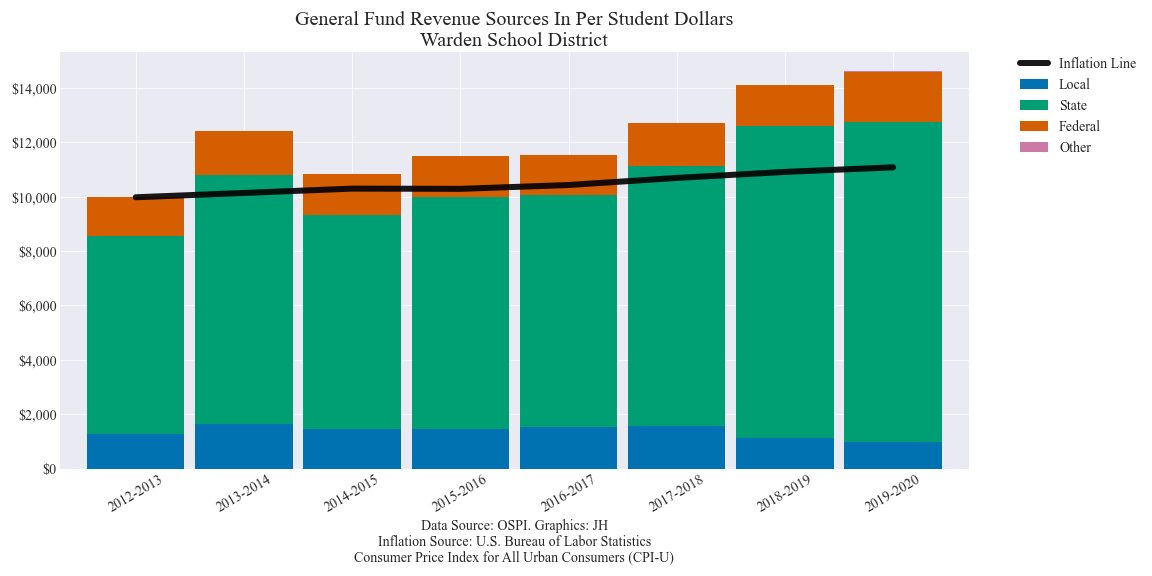 General Fund Revenue Sources In Per Student Dollars
Warden School District
Inflation Line
Local
State
Federal
Other
$14,000
$12,000
$10,000
$8,000
$6,000
$4,000
$2,000
$0
2012-2013
2013-2014
2014-2015
2015-2016
2016-2017
2017-2018
2018-2019
2019-2020
Data Source: OSPI. Graphics: JH
Inflation Source: U.S. Bureau of Labor Statistics
Consumer Price Index for All Urban Consumers (CPI-U)